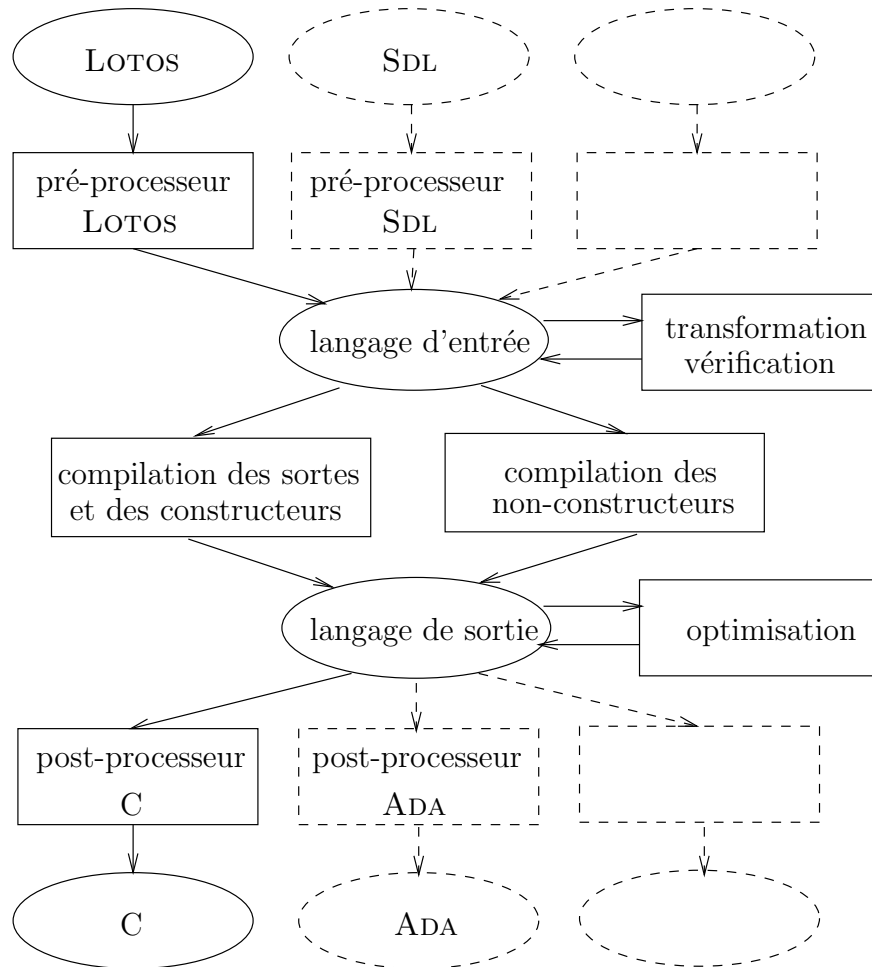 LOTOS
SDL
pré-processeur
LOTOS
pré-processeur
SDL
langage d'entrée
transformation
vérification
compilation des sortes
et des constructeurs
compilation des
non-constructeurs
langage de sortie
optimisation
post-processeur
C
post-processeur
ADA
C
ADA